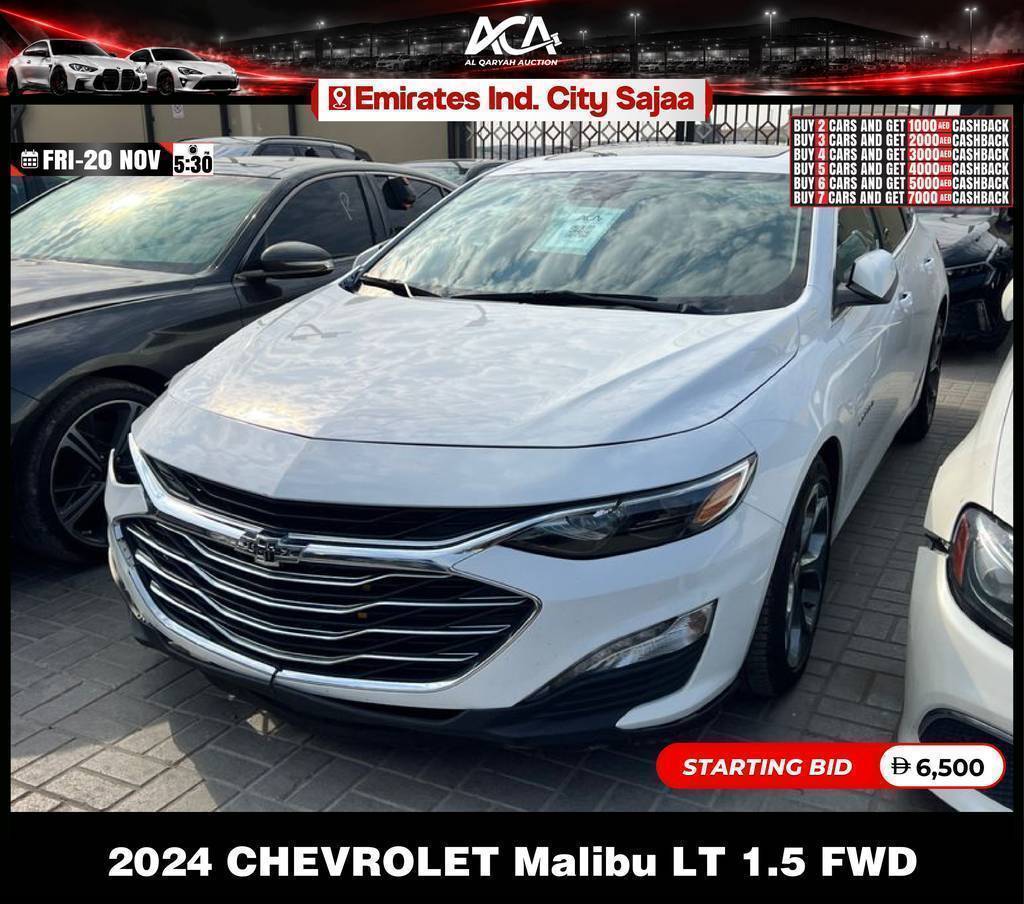 ACA
AL QARYAH AUCTION
Emirates Ind. City Sajaa
FRI-20 NOV 5:30
BUY 2 CARS AND GET 1000 AED CASHBACK
BUY 3 CARS AND GET 2000 AED CASHBACK
BUY 4 CARS AND GET 3000 AED CASHBACK
BUY 5 CARS AND GET 4000 AED CASHBACK
BUY 6 CARS AND GET 5000 AED CASHBACK
BUY 7 CARS AND GET 7000 AED CASHBACK
ACA
STARTING BID 6,500
2024 CHEVROLET Malibu LT 1.5 FWD